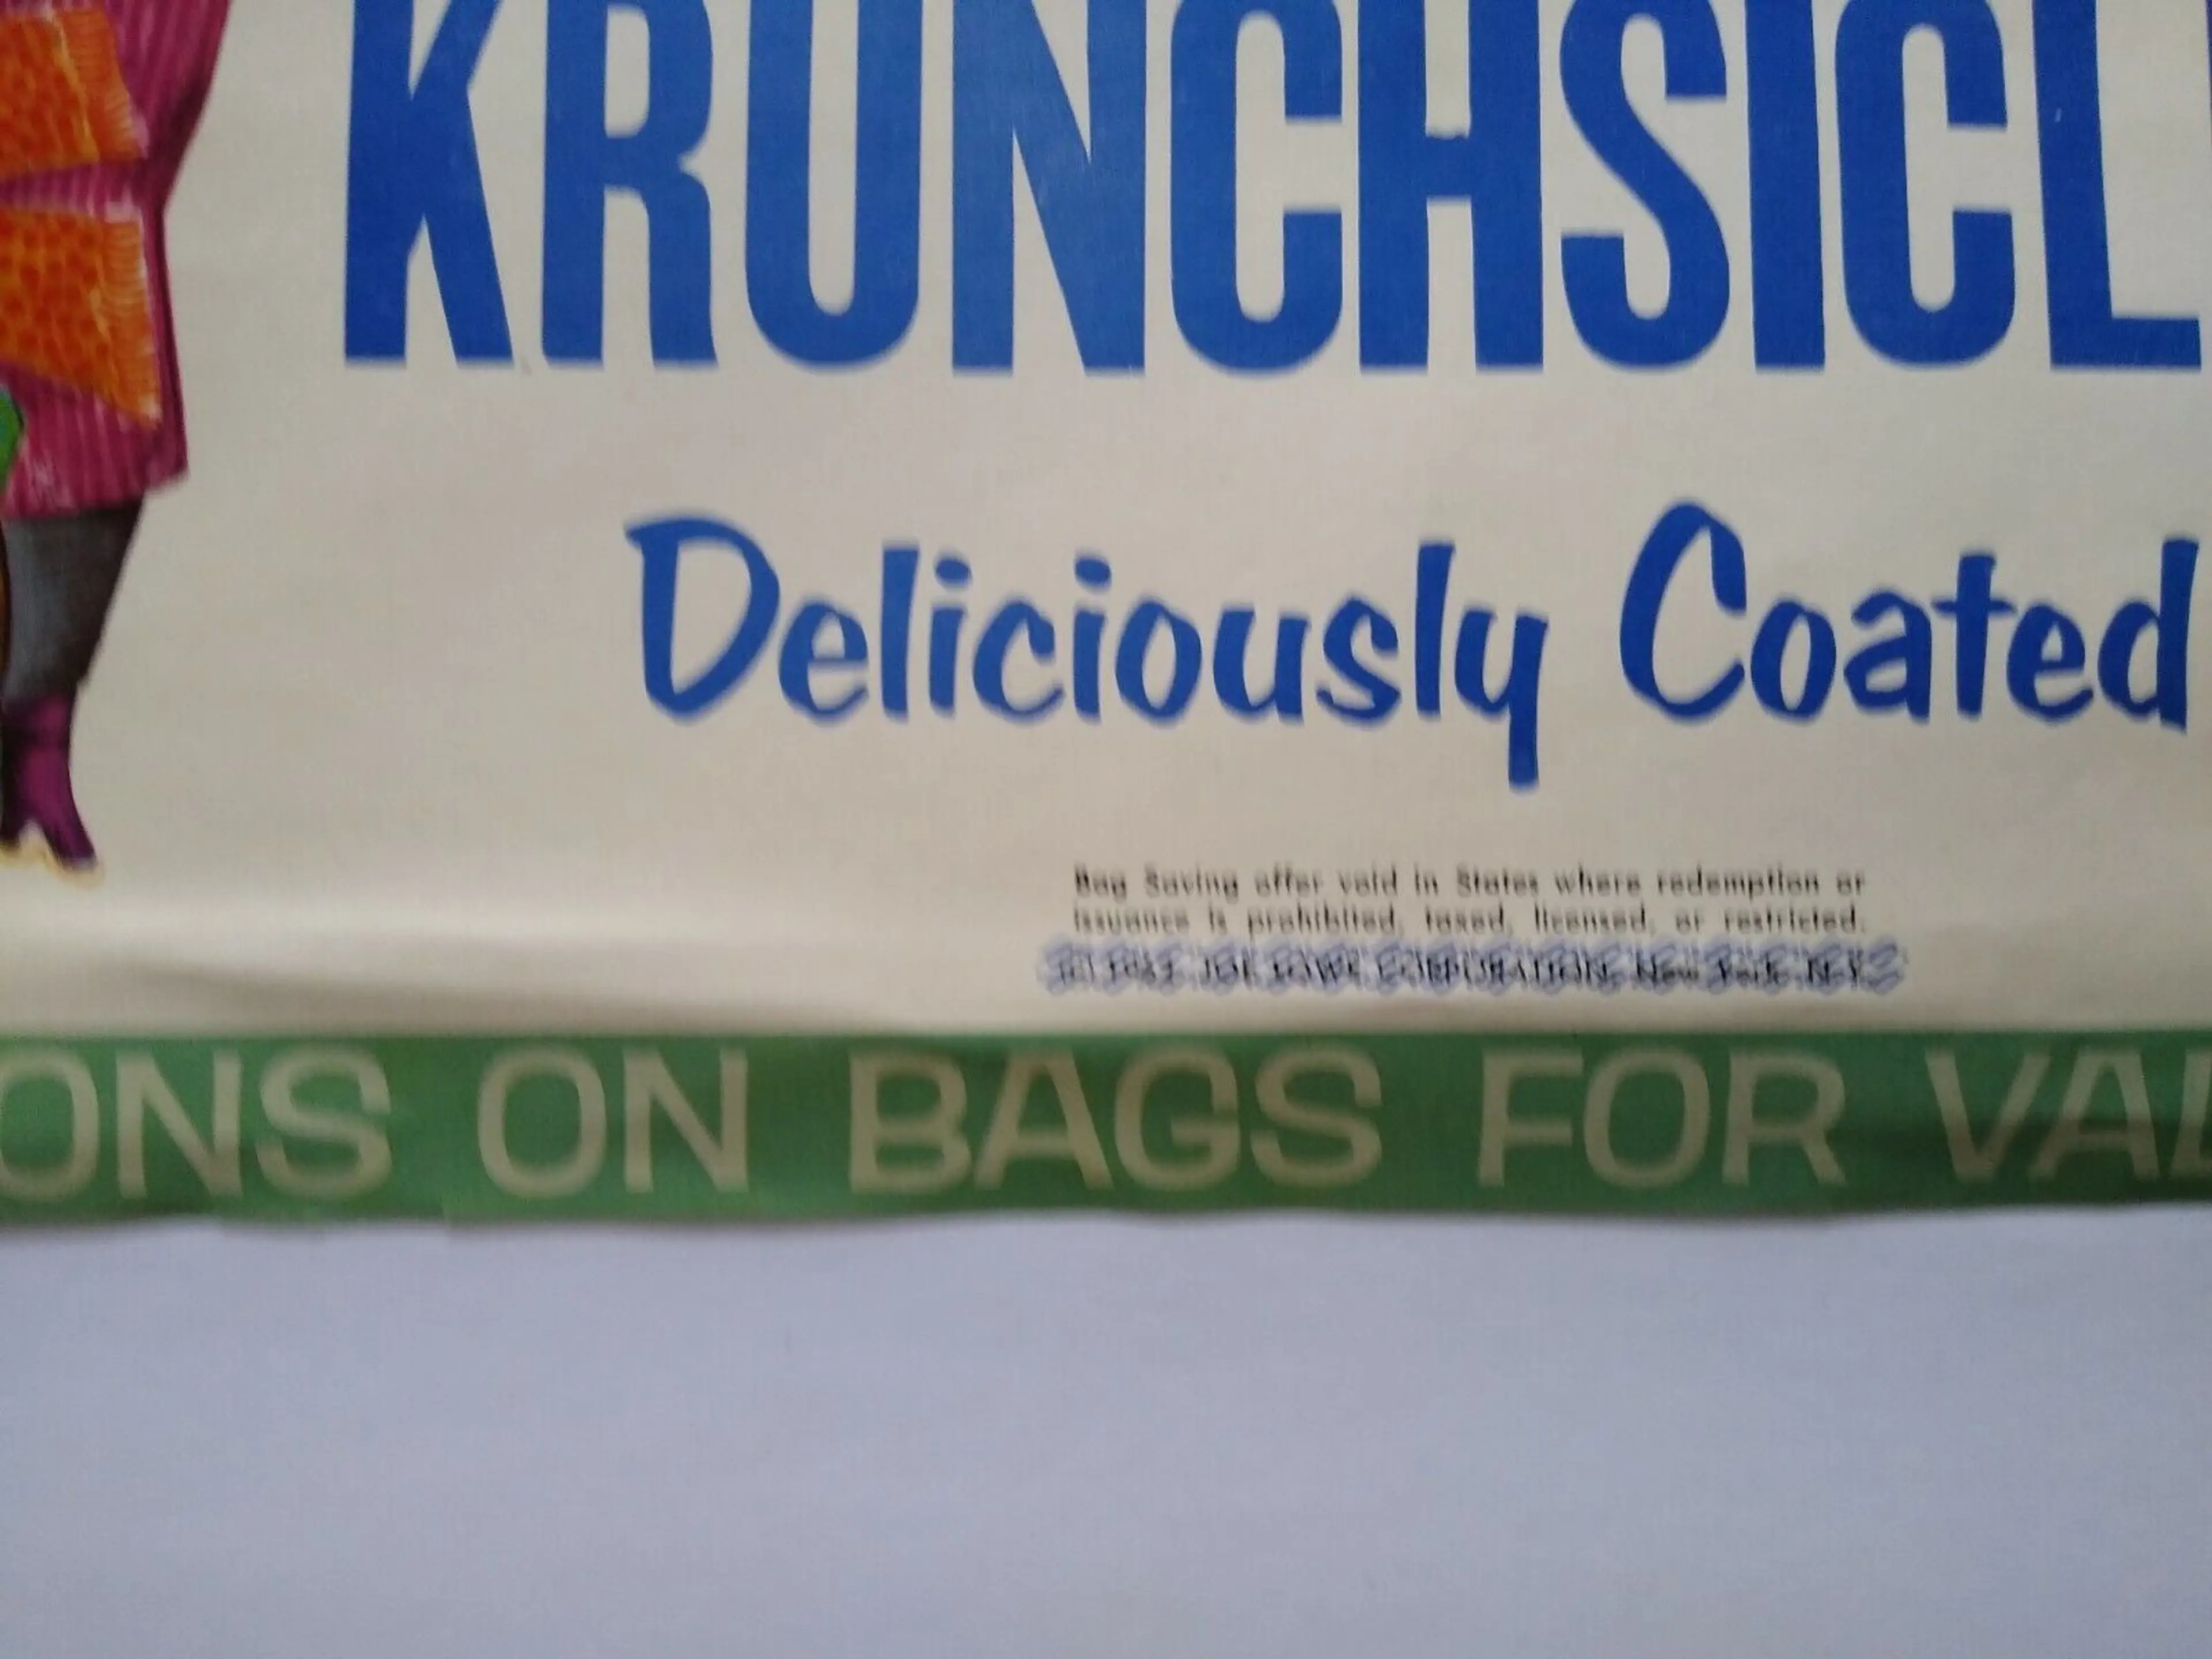 KRUNCHSICL
Deliciously Coated
Bag Saving offer void in States where redemption or
issuance is prohibited, taxed, licensed, or restricted.
JOE LOWE CORPORATION, New York, N.Y.
ONS ON BAGS FOR VAL